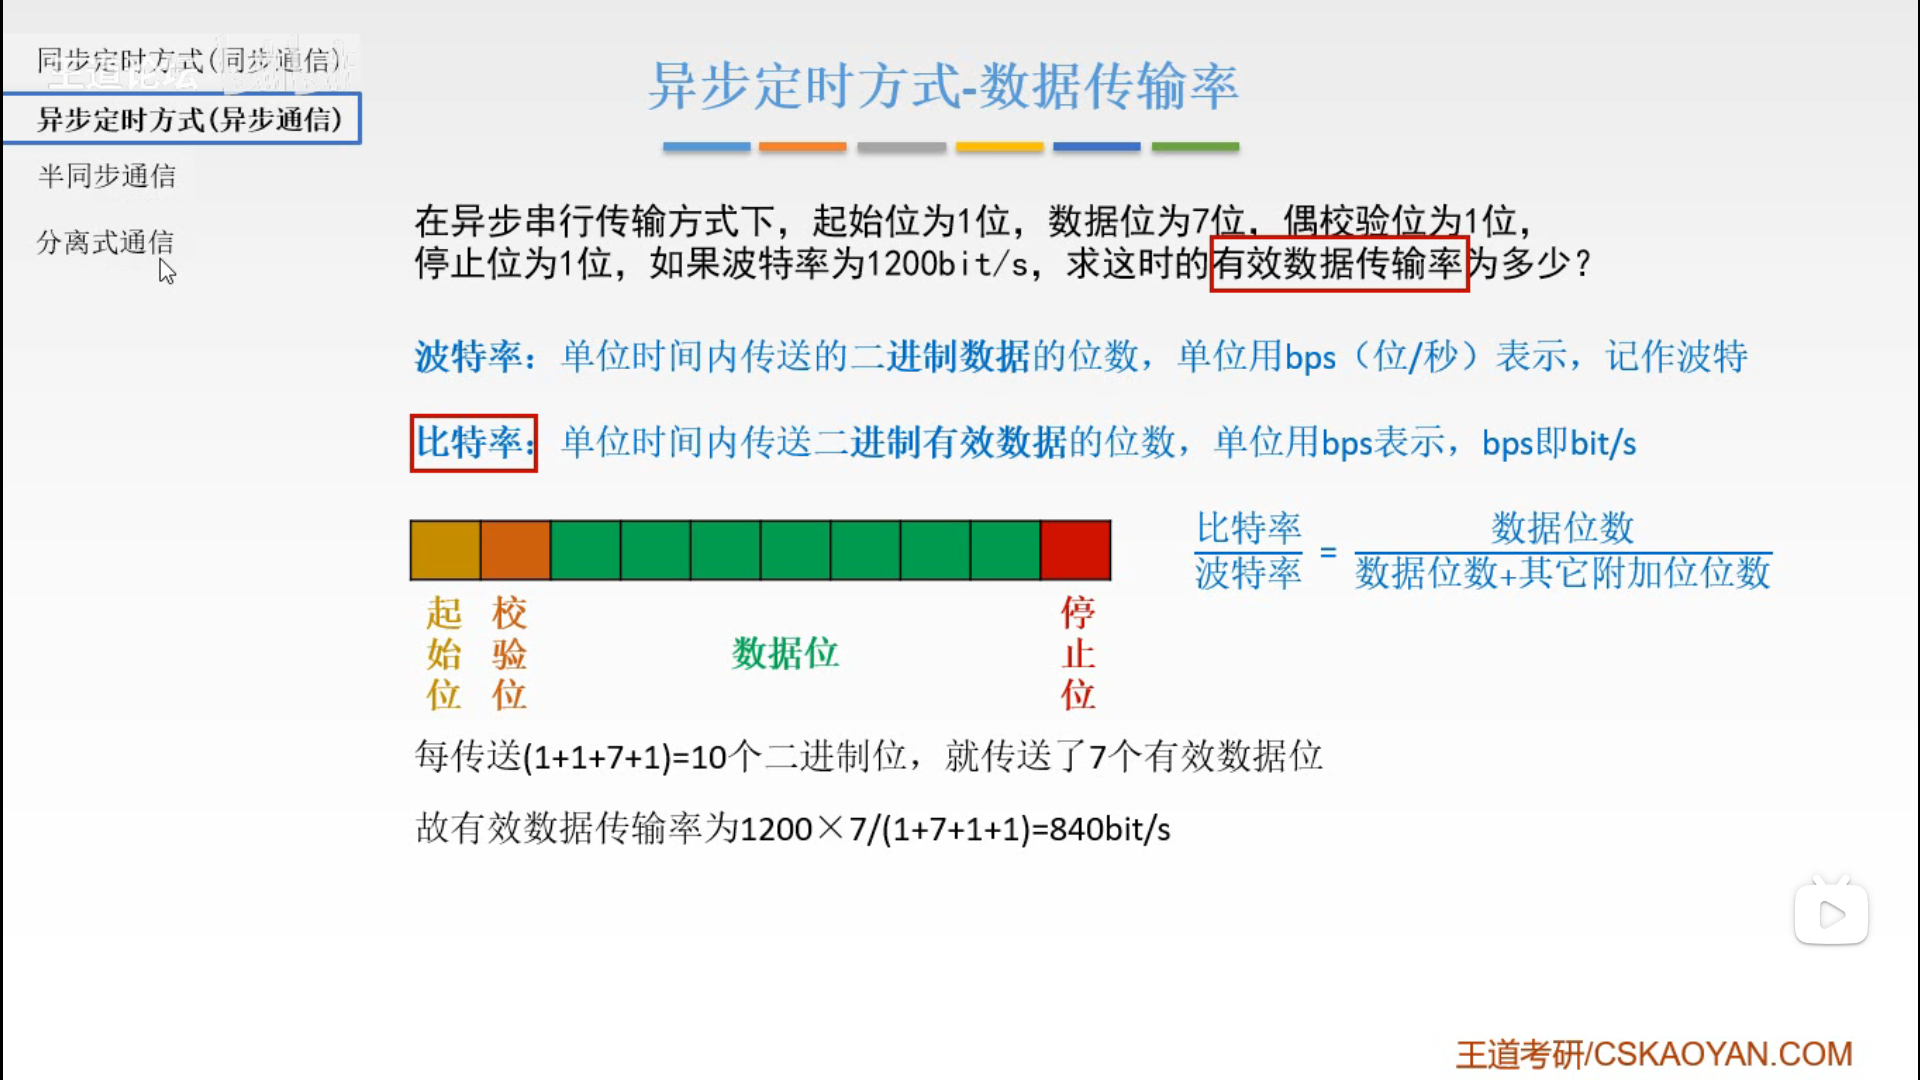 同步定时方式(同步通信)
王道论坛
异步定时方式(异步通信)
半同步通信
分离式通信
异步定时方式-数据传输率
在异步串行传输方式下，起始位为1位，数据位为7位，偶校验位为1位，
停止位为1位，如果波特率为1200bit/s，求这时的有效数据传输率为多少？
波特率：单位时间内传送的二进制数据的位数，单位用bps（位/秒）表示，记作波特
比特率：单位时间内传送二进制有效数据的位数，单位用bps表示，bps即bit/s
比特率
波特率
=
数据位数
数据位数+其它附加位位数
起始位
校验位
数据位
停止位
每传送(1+1+7+1)=10个二进制位，就传送了7个有效数据位
故有效数据传输率为1200×7/(1+7+1+1)=840bit/s
王道考研/CSKAOYAN.COM